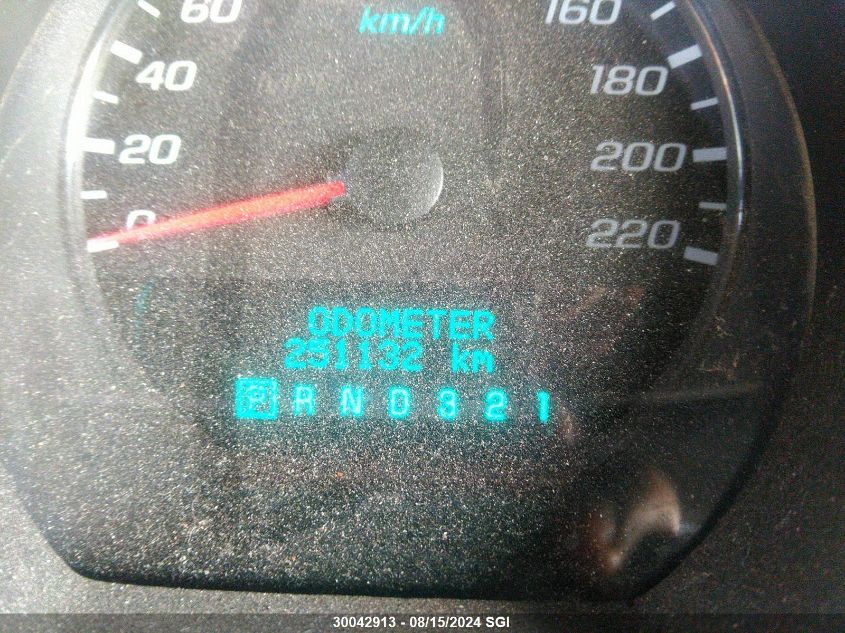 60 km/h 160
40 180
20 200
0 220
ODOMETER
251132 km
P R N D 3 2 1
30042913 - 08/15/2024 SGI